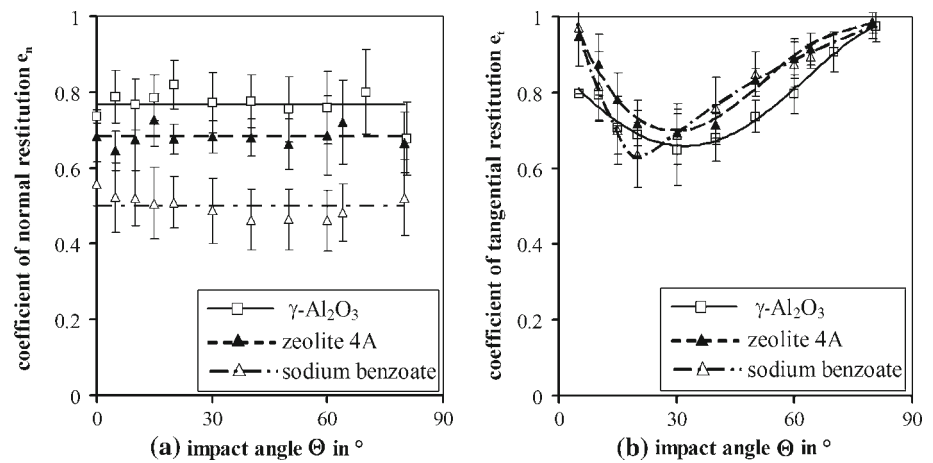 coefficient of normal restitution eₙ
1
0.8
0.6
0.4
0.2
0
γ-Al₂O₃
zeolite 4A
sodium benzoate
0 30 60 90
(a) impact angle Θ in °
coefficient of tangential restitution eₜ
1
0.8
0.6
0.4
0.2
0
γ-Al₂O₃
zeolite 4A
sodium benzoate
0 30 60 90
(b) impact angle Θ in °